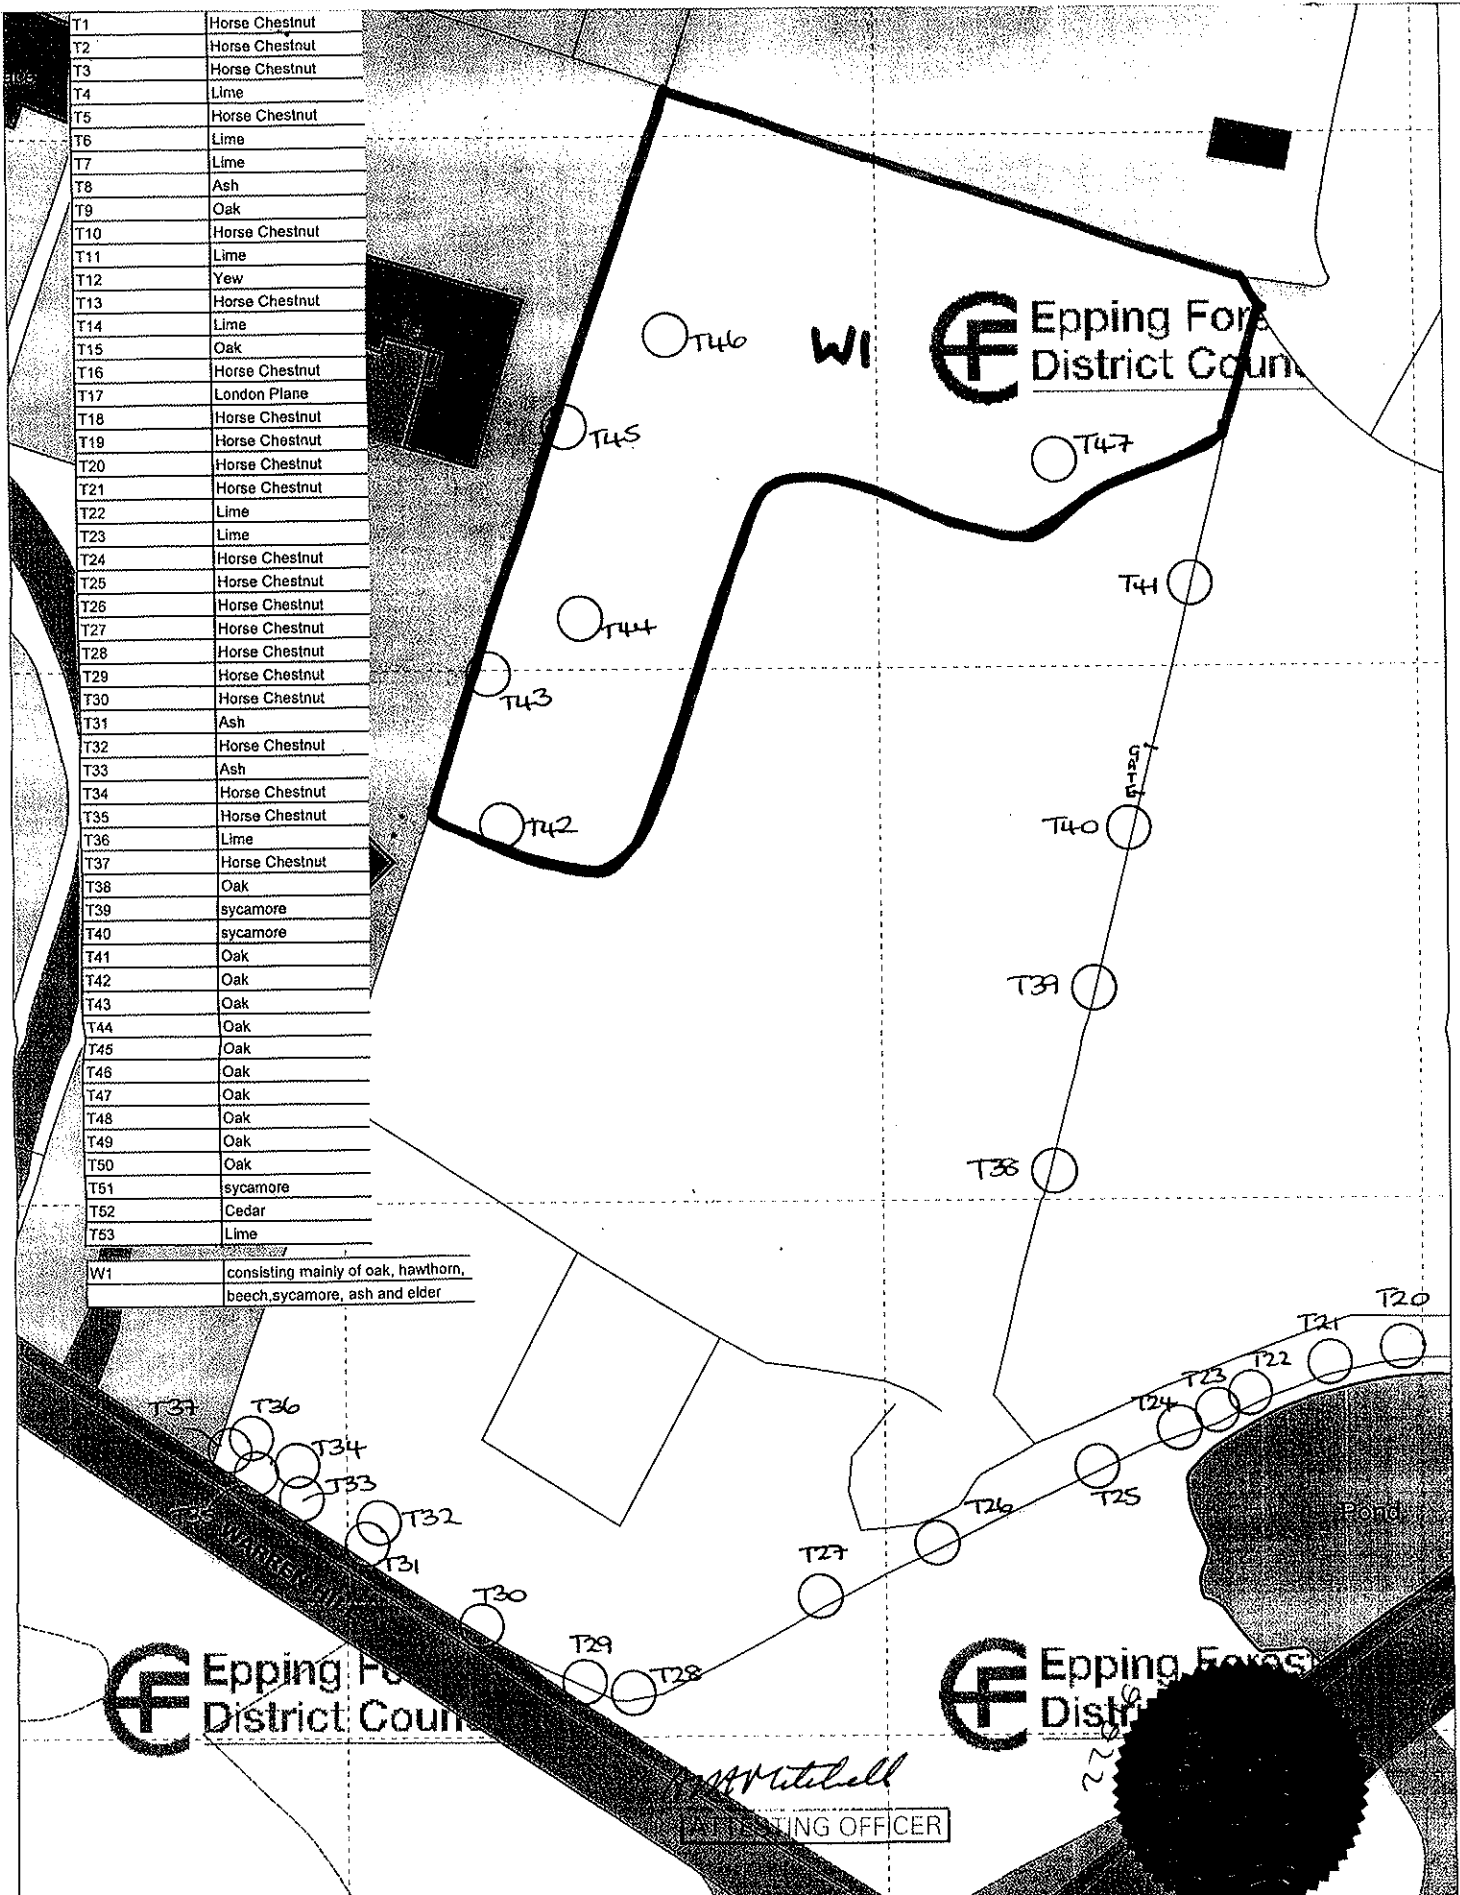 T1 Horse Chestnut
T2 Horse Chestnut
T3 Horse Chestnut
T4 Lime
T5 Horse Chestnut
T6 Lime
T7 Lime
T8 Ash
T9 Oak
T10 Horse Chestnut
T11 Lime
T12 Yew
T13 Horse Chestnut
T14 Lime
T15 Oak
T16 Horse Chestnut
T17 London Plane
T18 Horse Chestnut
T19 Horse Chestnut
T20 Horse Chestnut
T21 Horse Chestnut
T22 Lime
T23 Lime
T24 Horse Chestnut
T25 Horse Chestnut
T26 Horse Chestnut
T27 Horse Chestnut
T28 Horse Chestnut
T29 Horse Chestnut
T30 Horse Chestnut
T31 Ash
T32 Horse Chestnut
T33 Ash
T34 Horse Chestnut
T35 Horse Chestnut
T36 Lime
T37 Horse Chestnut
T38 Oak
T39 sycamore
T40 sycamore
T41 Oak
T42 Oak
T43 Oak
T44 Oak
T45 Oak
T46 Oak
T47 Oak
T48 Oak
T49 Oak
T50 Oak
T51 sycamore
T52 Cedar
T53 Lime
W1 consisting mainly of oak, hawthorn,
beech,sycamore, ash and elder
T46
W1
Epping Fores
District Coun
T45
T47
T41
T44
T43
GATE
T42
T40
T39
T38
T20
T21
T22
T23
T24
T37
T36
T34
T33
T25
T26
T32
Pond
T35
WARREN HILL
T31
T27
T30
T29
T28
Epping Fo
District Coun
Epping Fores
Distri
Mitchell
ATTESTING OFFICER